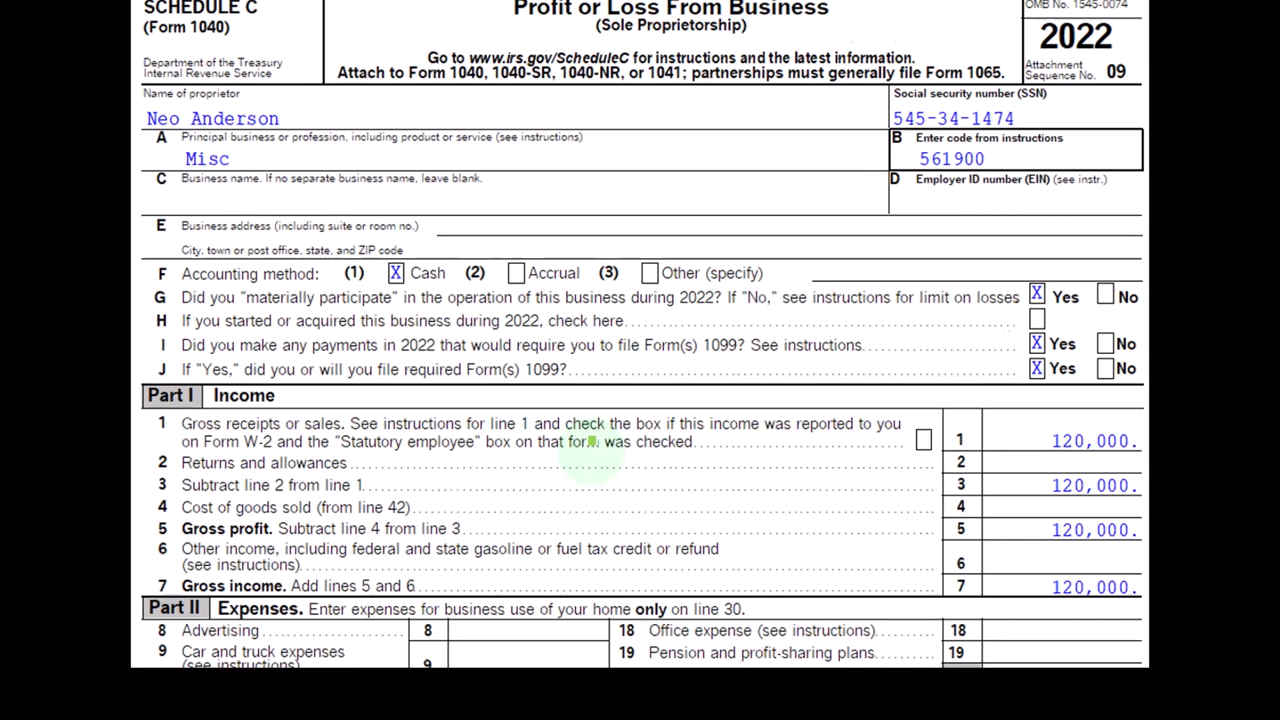 SCHEDULE C
(Form 1040)
Department of the Treasury
Internal Revenue Service
Profit or Loss From Business
(Sole Proprietorship)
Go to www.irs.gov/ScheduleC for instructions and the latest information.
Attach to Form 1040, 1040-SR, 1040-NR, or 1041; partnerships must generally file Form 1065.
OMB No. 1545-0074
2022
Attachment
Sequence No. 09
Name of proprietor
Neo Anderson
Social security number (SSN)
545-34-1474
A Principal business or profession, including product or service (see instructions)
Misc
B Enter code from instructions
561900
C Business name. If no separate business name, leave blank.
D Employer ID number (EIN) (see instr.)
E Business address (including suite or room no.)
City, town or post office, state, and ZIP code
F Accounting method: (1) X Cash (2) Accrual (3) Other (specify)
G Did you "materially participate" in the operation of this business during 2022? If "No," see instructions for limit on losses X Yes No
H If you started or acquired this business during 2022, check here
I Did you make any payments in 2022 that would require you to file Form(s) 1099? See instructions. X Yes No
J If "Yes," did you or will you file required Form(s) 1099? X Yes No
Part I Income
1 Gross receipts or sales. See instructions for line 1 and check the box if this income was reported to you
on Form W-2 and the "Statutory employee" box on that form was checked 1 120,000.
2 Returns and allowances 2
3 Subtract line 2 from line 1 3 120,000.
4 Cost of goods sold (from line 42) 4
5 Gross profit. Subtract line 4 from line 3 5 120,000.
6 Other income, including federal and state gasoline or fuel tax credit or refund
(see instructions) 6
7 Gross income. Add lines 5 and 6 7 120,000.
Part II Expenses. Enter expenses for business use of your home only on line 30.
8 Advertising 8 18 Office expense (see instructions) 18
9 Car and truck expenses 19 Pension and profit-sharing plans 19
(see instructions) 9